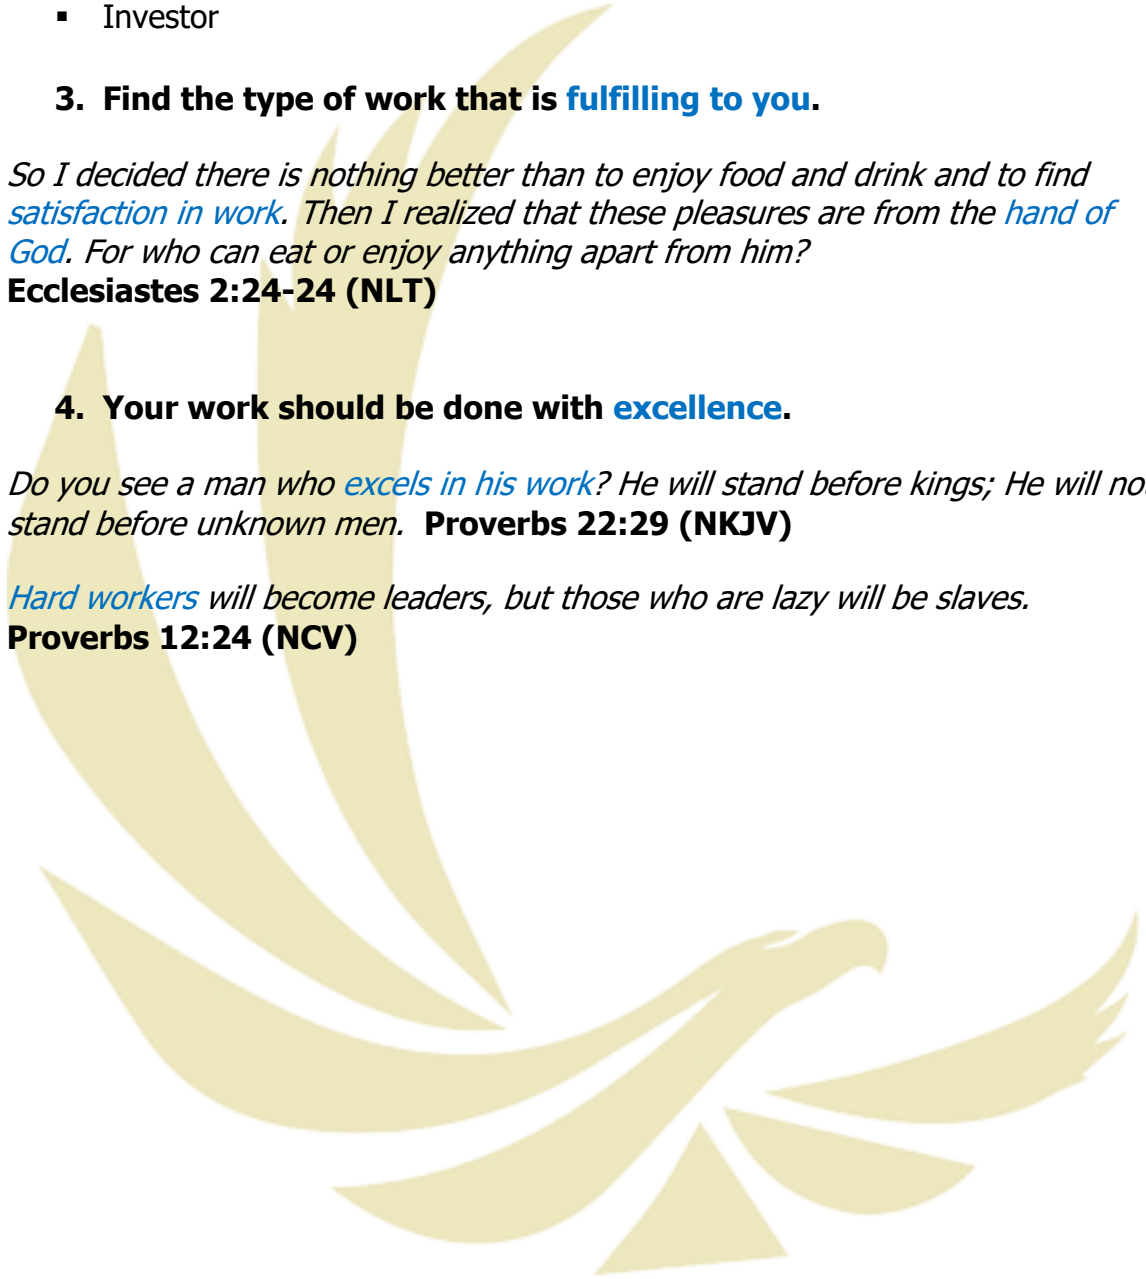 ▪ Investor
3. Find the type of work that is fulfilling to you.
So I decided there is nothing better than to enjoy food and drink and to find
satisfaction in work. Then I realized that these pleasures are from the hand of
God. For who can eat or enjoy anything apart from him?
Ecclesiastes 2:24-24 (NLT)
4. Your work should be done with excellence.
Do you see a man who excels in his work? He will stand before kings; He will not
stand before unknown men. Proverbs 22:29 (NKJV)
Hard workers will become leaders, but those who are lazy will be slaves.
Proverbs 12:24 (NCV)